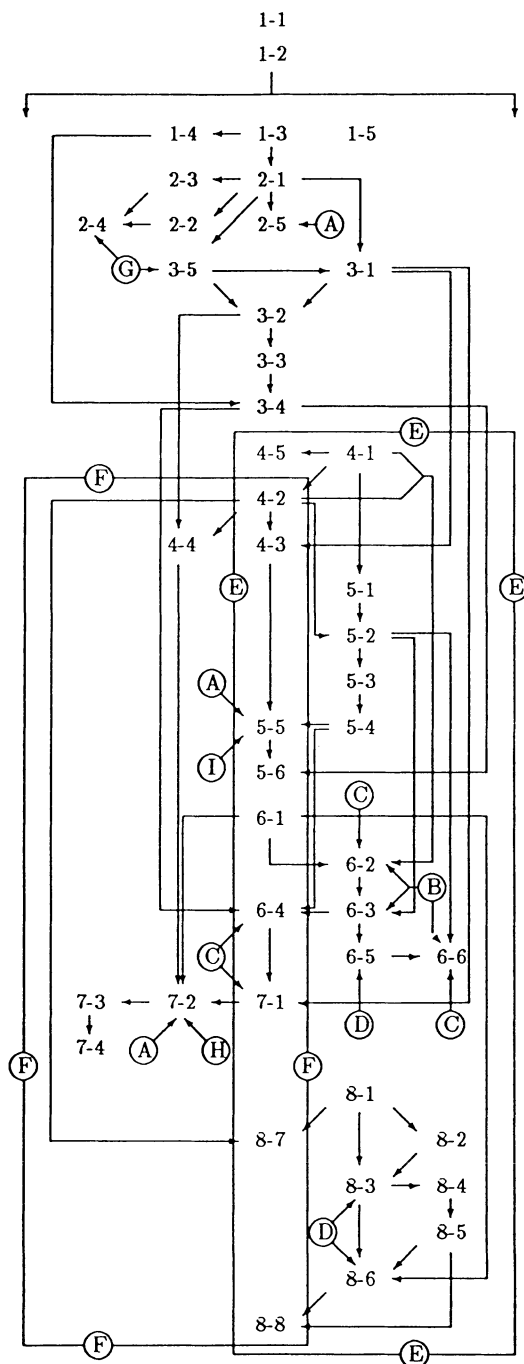 1-1
1-2
1-4 1-3 1-5
2-3 2-1
2-4 2-2 2-5 A
G 3-5 3-1
3-2
3-3
3-4
E
4-5 4-1
F
4-2
4-4 4-3
E 5-1 E
5-2
A 5-3
5-5 5-4
I
5-6
C
6-1
6-2
B
6-4 6-3
C 6-5 6-6
7-3 7-2 7-1
7-4 A H D C
F F
8-1
8-7 8-2
8-3 8-4
D 8-5
8-6
8-8
F E